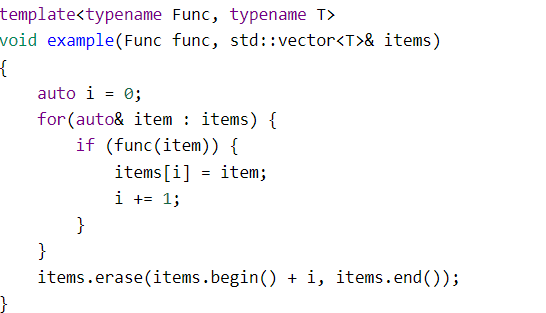 template<typename Func, typename T>
void example(Func func, std::vector<T>& items)
{
    auto i = 0;
    for(auto& item : items) {
        if (func(item)) {
            items[i] = item;
            i += 1;
        }
    }
    items.erase(items.begin() + i, items.end());
}